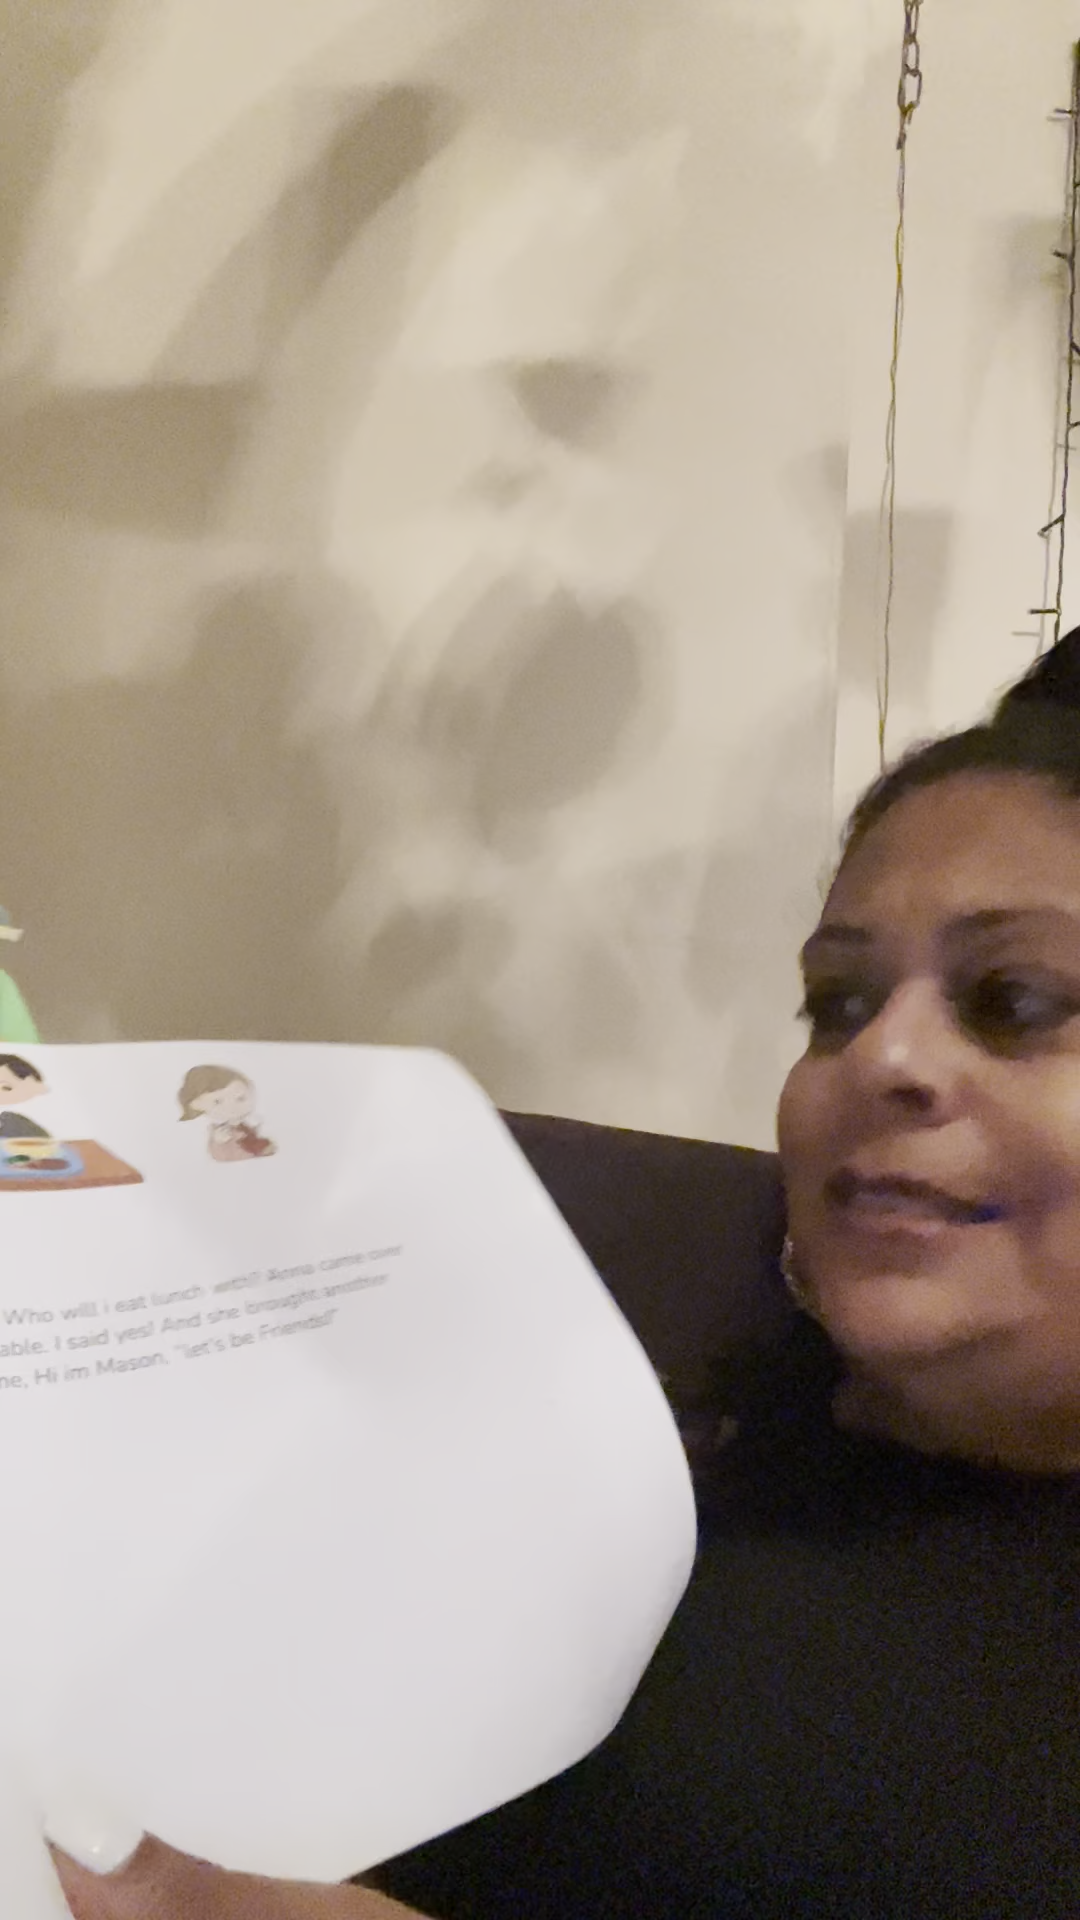 Who will i eat lunch with? Anna came over
able. I said yes! And she brought another
me, Hi im Mason, "let's be Friends!"